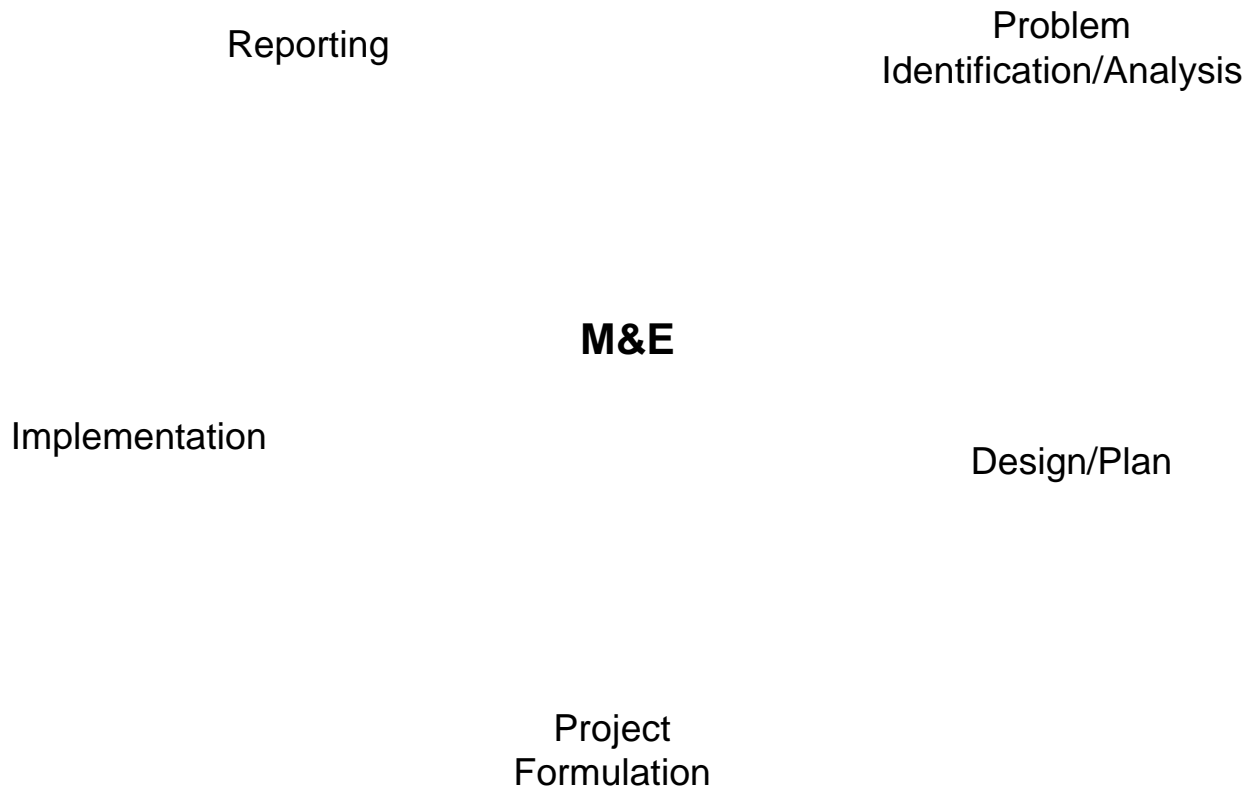 Reporting
Problem
Identification/Analysis
M&E
Implementation
Design/Plan
Project
Formulation